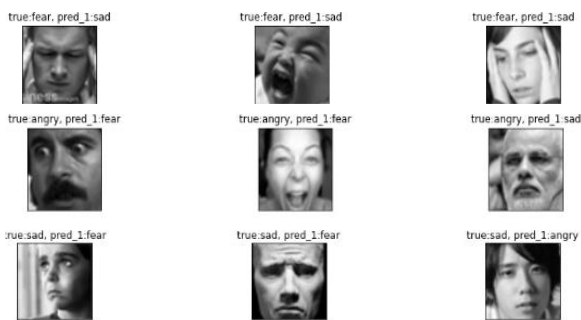 true:fear, pred_1:sad
true:fear, pred_1:sad
true:fear, pred_1:sad
true:angry, pred_1:fear
true:angry, pred_1:fear
true:angry, pred_1:sad
true:sad, pred_1:fear
true:sad, pred_1:fear
true:sad, pred_1:angry